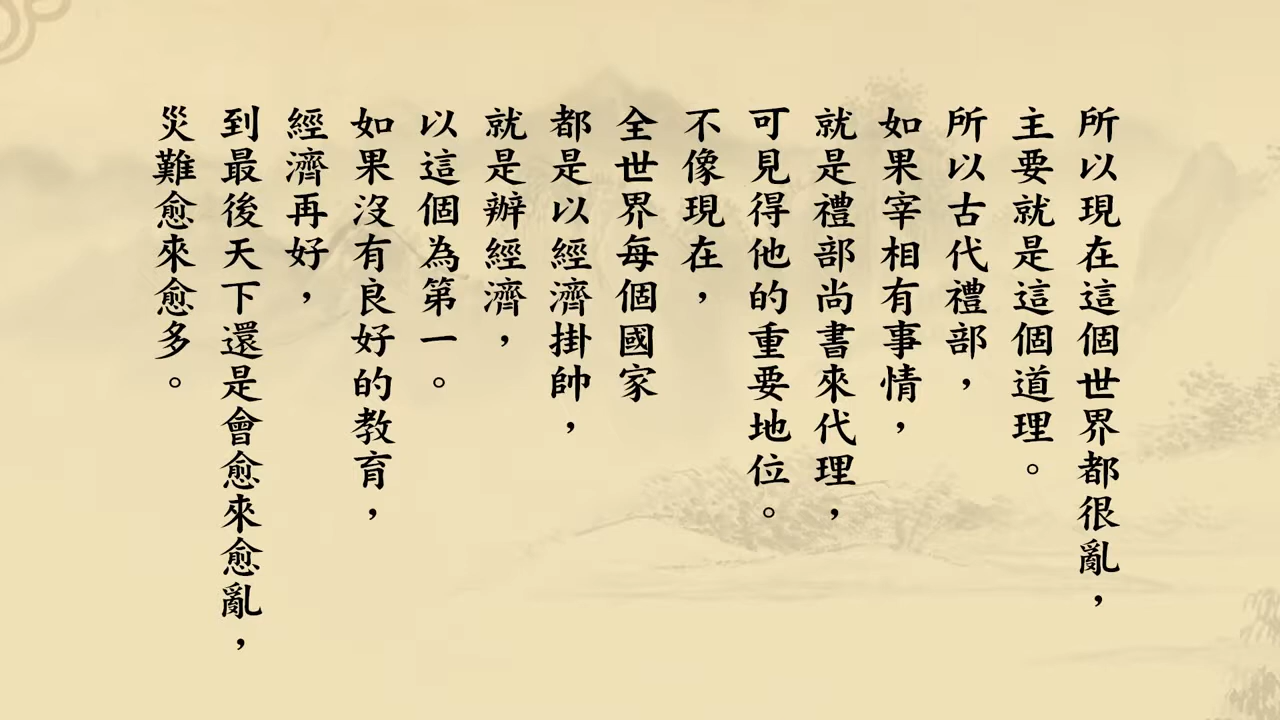 所以現在這個世界都很亂，
主要就是這個道理。
所以古代禮部，
如果宰相有事情，
就是禮部尚書來代理，
可見得他的重要地位。
不像現在，
全世界每個國家
都是以經濟掛帥，
就是辦經濟，
以這個為第一。
如果沒有良好的教育，
經濟再好，
到最後天下還是會愈來愈亂，
災難愈來愈多。